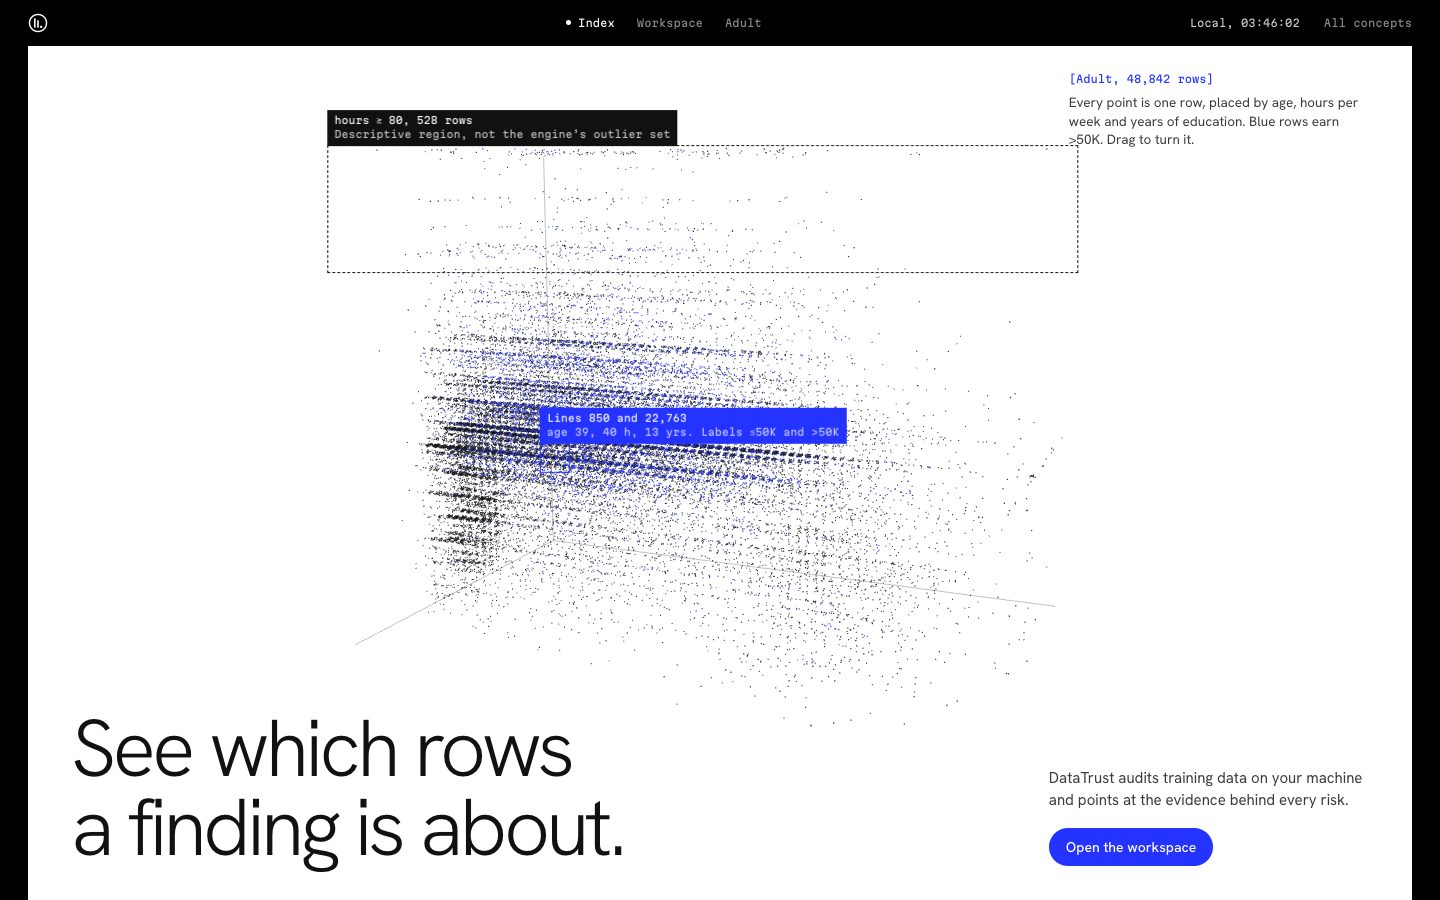 Index Workspace Adult Local, 03:46:02 All concepts
[Adult, 48,842 rows]
Every point is one row, placed by age, hours per
week and years of education. Blue rows earn
>50K. Drag to turn it.
hours ≥ 80, 528 rows
Descriptive region, not the engine’s outlier set
Lines 850 and 22,763
age 39, 40 h, 13 yrs. Labels ≤50K and >50K
See which rows
a finding is about.
DataTrust audits training data on your machine
and points at the evidence behind every risk.
Open the workspace